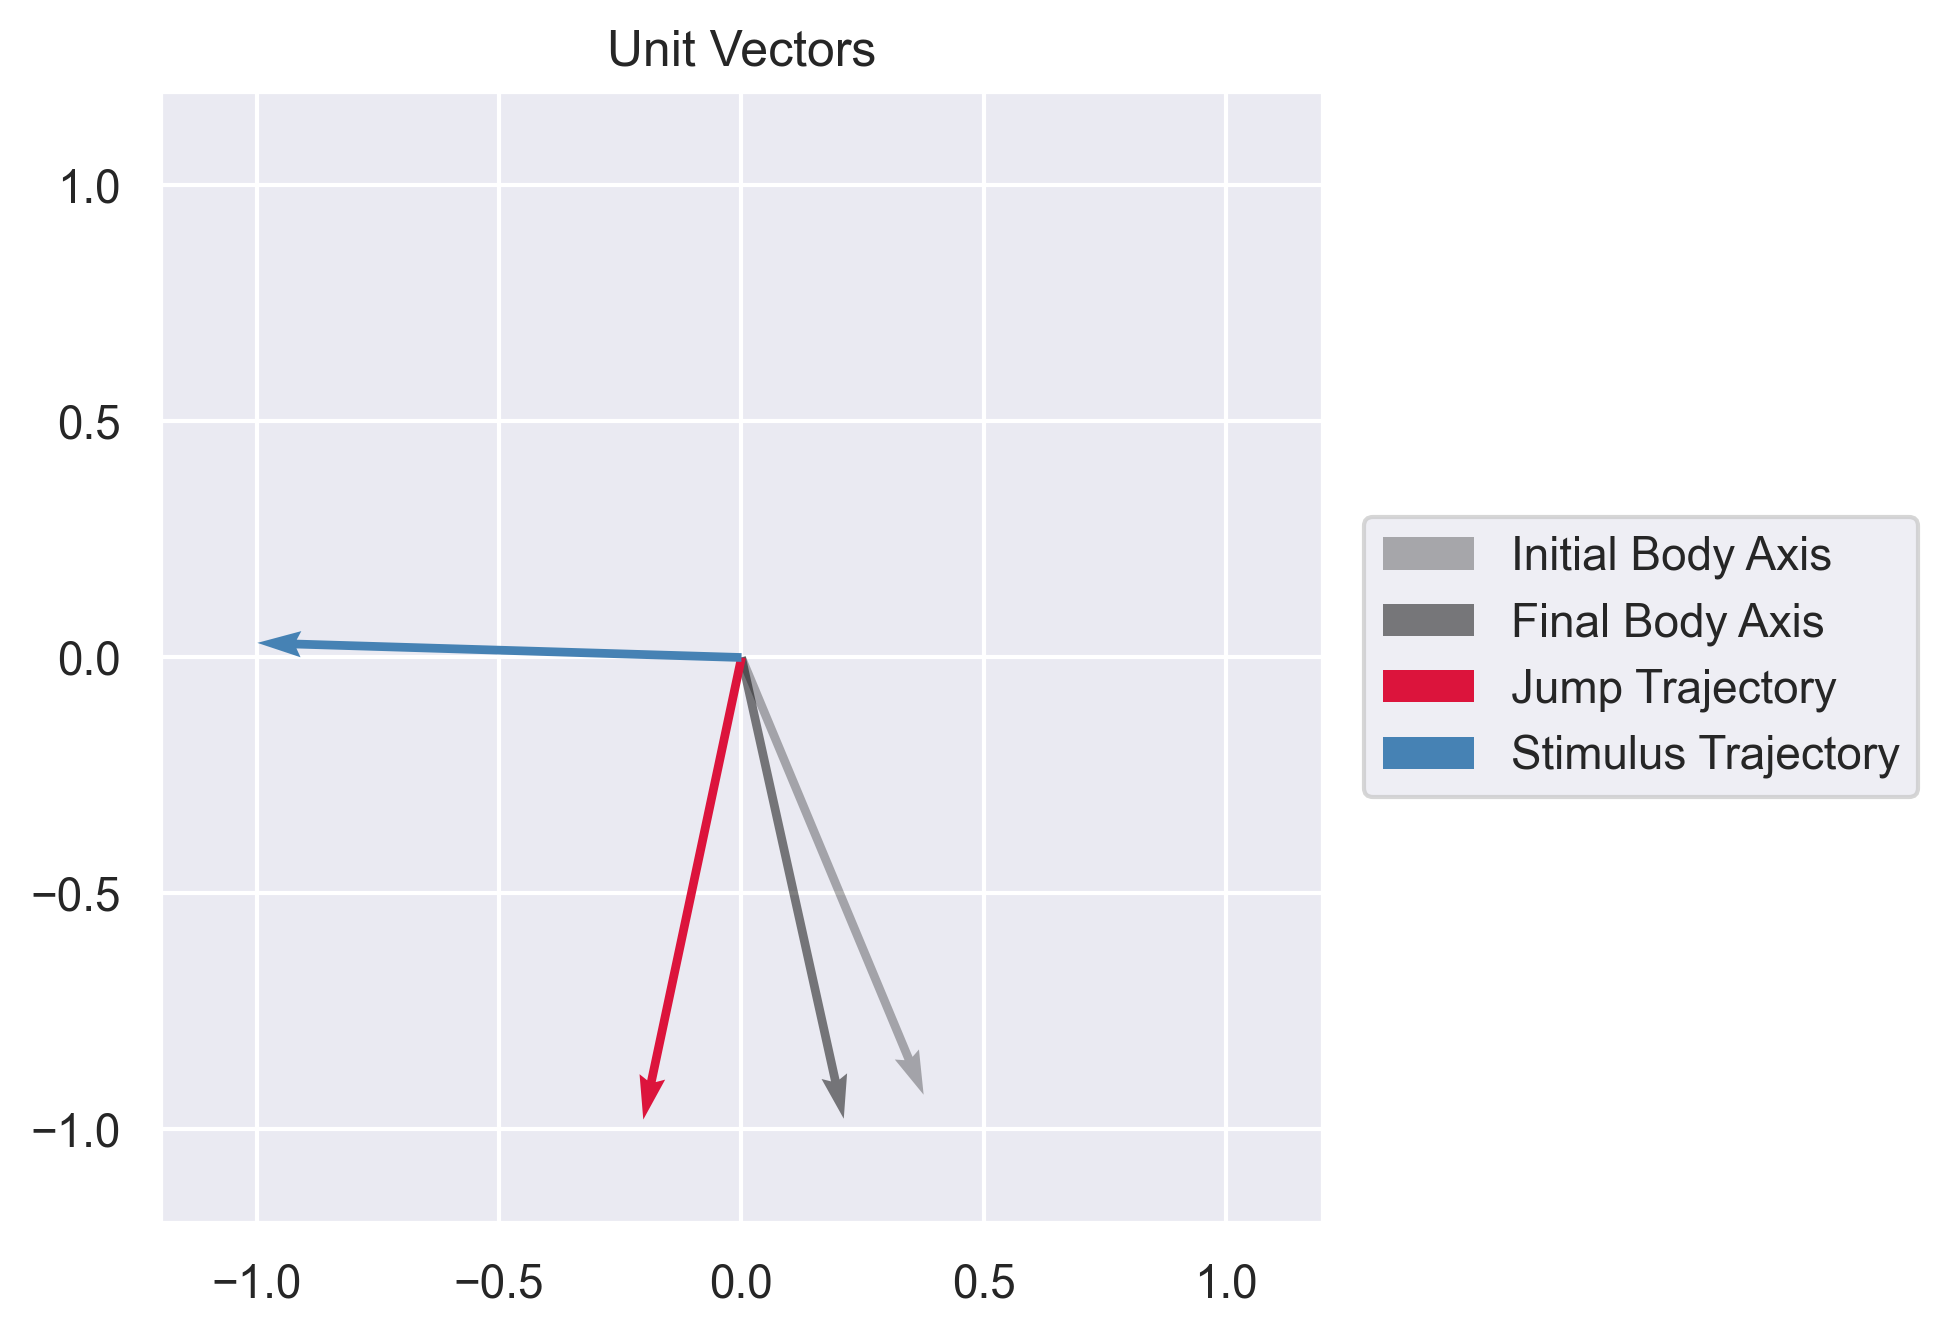 Unit Vectors
1.0
0.5
0.0
−0.5
−1.0
−1.0
−0.5
0.0
0.5
1.0
Initial Body Axis
Final Body Axis
Jump Trajectory
Stimulus Trajectory